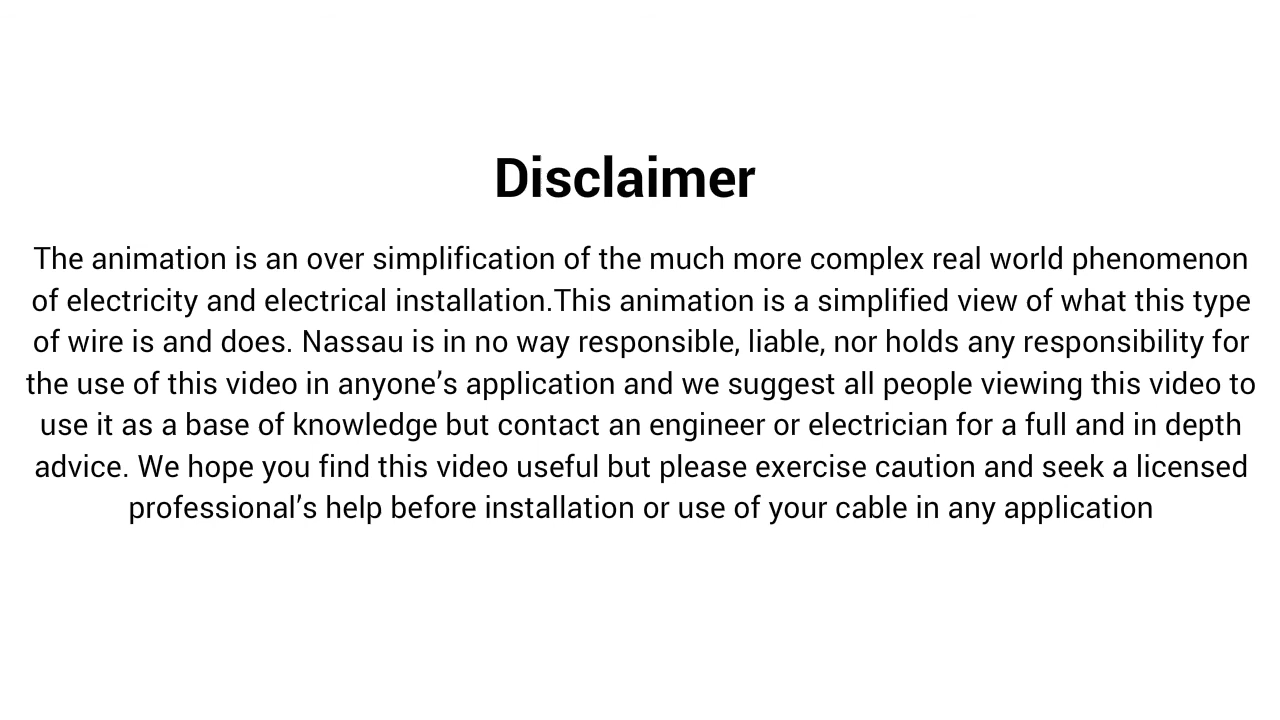 Disclaimer
The animation is an over simplification of the much more complex real world phenomenon
of electricity and electrical installation.This animation is a simplified view of what this type
of wire is and does. Nassau is in no way responsible, liable, nor holds any responsibility for
the use of this video in anyone’s application and we suggest all people viewing this video to
use it as a base of knowledge but contact an engineer or electrician for a full and in depth
advice. We hope you find this video useful but please exercise caution and seek a licensed
professional’s help before installation or use of your cable in any application